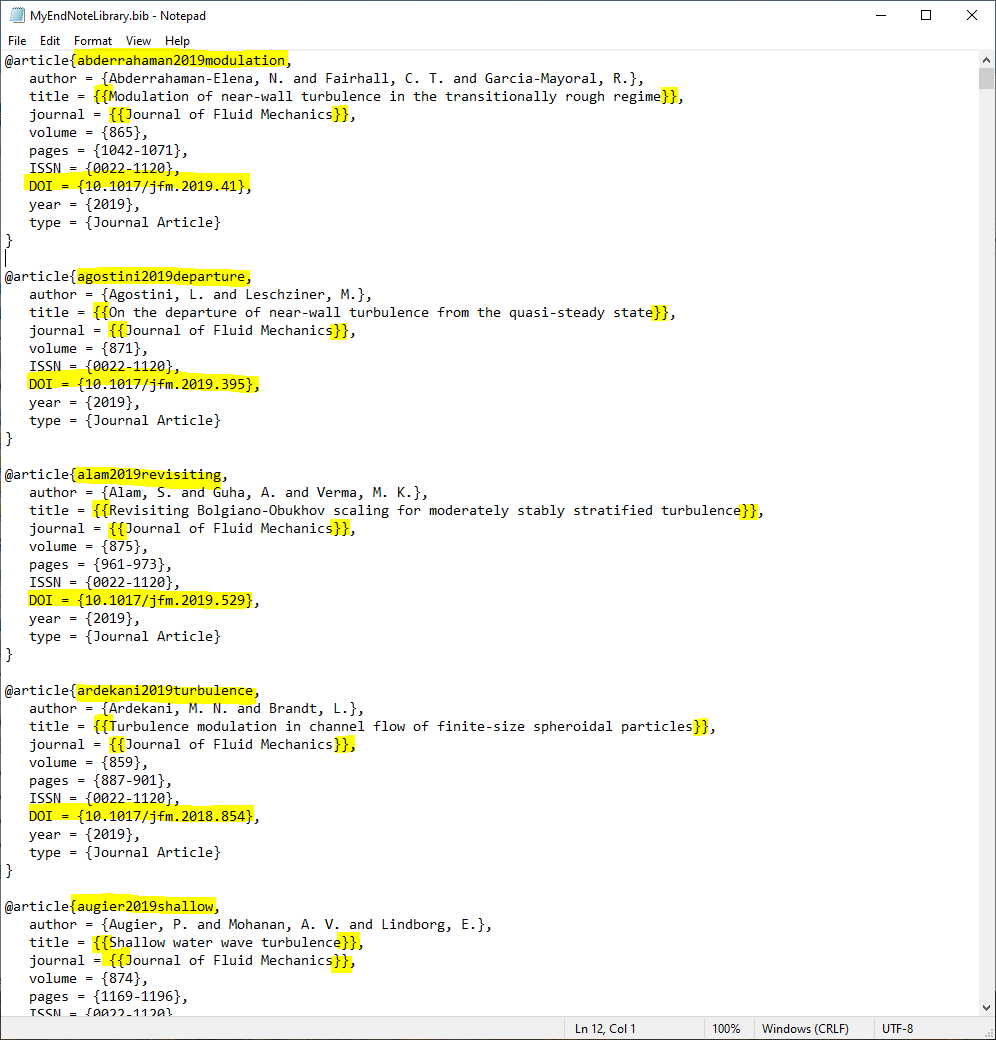 MyEndNoteLibrary.bib - Notepad
File Edit Format View Help
@article{abderrahaman2019modulation,
author = {Abderrahaman-Elena, N. and Fairhall, C. T. and Garcia-Mayoral, R.},
title = {{Modulation of near-wall turbulence in the transitionally rough regime}},
journal = {{Journal of Fluid Mechanics}},
volume = {865},
pages = {1042-1071},
ISSN = {0022-1120},
DOI = {10.1017/jfm.2019.41},
year = {2019},
type = {Journal Article}
}
@article{agostini2019departure,
author = {Agostini, L. and Leschziner, M.},
title = {{On the departure of near-wall turbulence from the quasi-steady state}},
journal = {{Journal of Fluid Mechanics}},
volume = {871},
ISSN = {0022-1120},
DOI = {10.1017/jfm.2019.395},
year = {2019},
type = {Journal Article}
}
@article{alam2019revisiting,
author = {Alam, S. and Guha, A. and Verma, M. K.},
title = {{Revisiting Bolgiano-Obukhov scaling for moderately stably stratified turbulence}},
journal = {{Journal of Fluid Mechanics}},
volume = {875},
pages = {961-973},
ISSN = {0022-1120},
DOI = {10.1017/jfm.2019.529},
year = {2019},
type = {Journal Article}
}
@article{ardekani2019turbulence,
author = {Ardekani, M. N. and Brandt, L.},
title = {{Turbulence modulation in channel flow of finite-size spheroidal particles}},
journal = {{Journal of Fluid Mechanics}},
volume = {859},
pages = {887-901},
ISSN = {0022-1120},
DOI = {10.1017/jfm.2018.854},
year = {2019},
type = {Journal Article}
}
@article{augier2019shallow,
author = {Augier, P. and Mohanan, A. V. and Lindborg, E.},
title = {{Shallow water wave turbulence}},
journal = {{Journal of Fluid Mechanics}},
volume = {874},
pages = {1169-1196},
ISSN = {0022-1120},
Ln 12, Col 1 100% Windows (CRLF) UTF-8